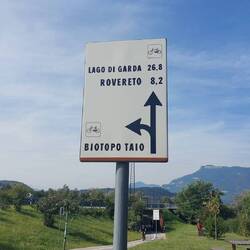 LAGO DI GARDA 26,8
ROVERETO 8,2
BIOTOPO TAIO